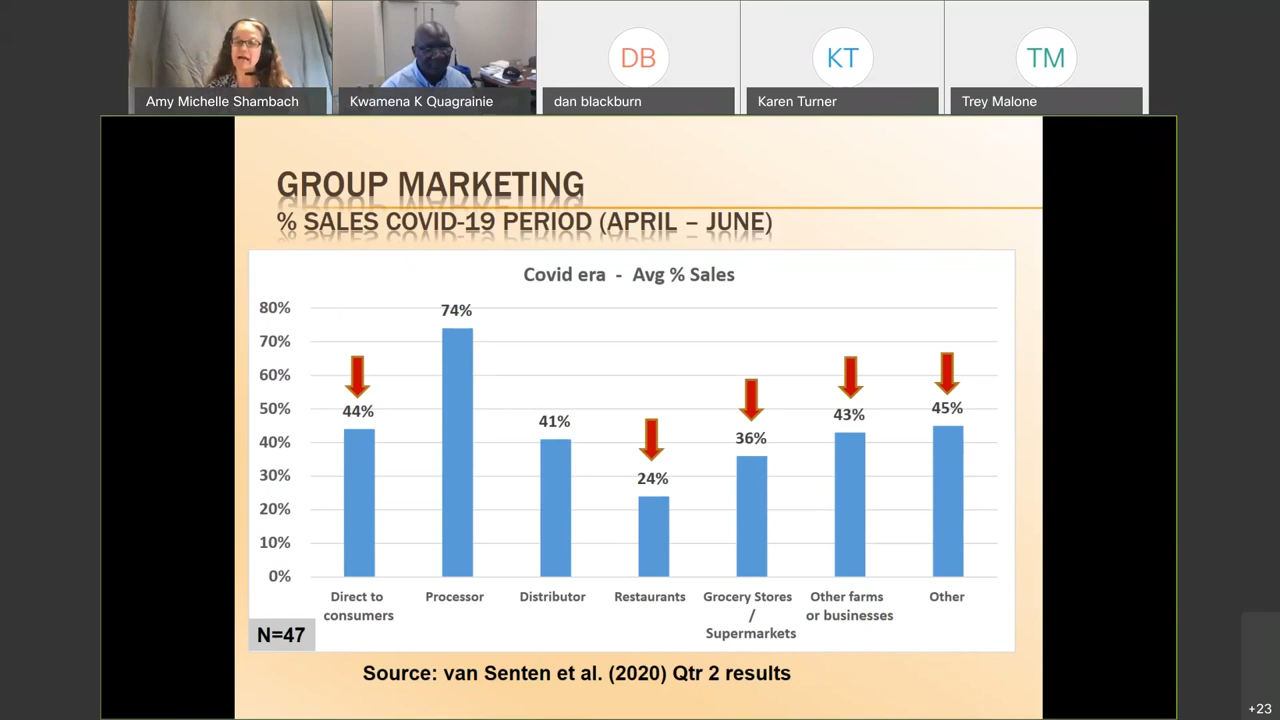 DB
KT
TM
Amy Michelle Shambach
Kwamena K Quagrainie
dan blackburn
Karen Turner
Trey Malone
GROUP MARKETING
% SALES COVID-19 PERIOD (APRIL – JUNE)
Covid era - Avg % Sales
80%
70%
60%
50%
40%
30%
20%
10%
0%
44%
74%
41%
24%
36%
43%
45%
Direct to
consumers
Processor
Distributor
Restaurants
Grocery Stores
/
Supermarkets
Other farms
or businesses
Other
N=47
Source: van Senten et al. (2020) Qtr 2 results
+23